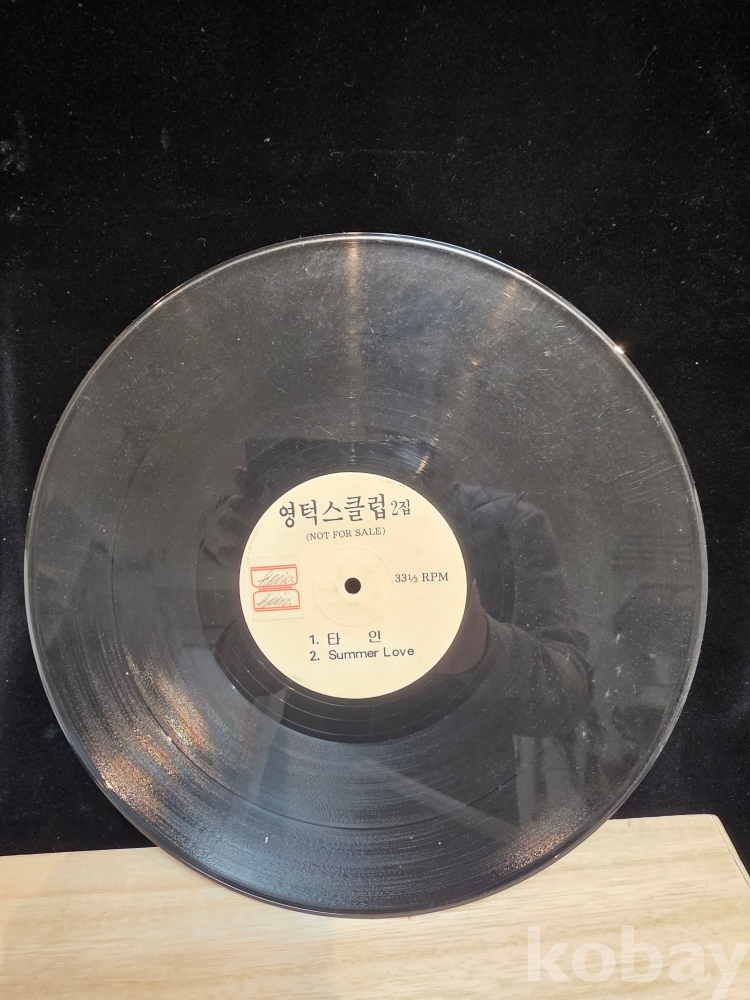 영턱스클럽 2집
(NOT FOR SALE)
33⅓ RPM
1. 타 인
2. Summer Love
kobay